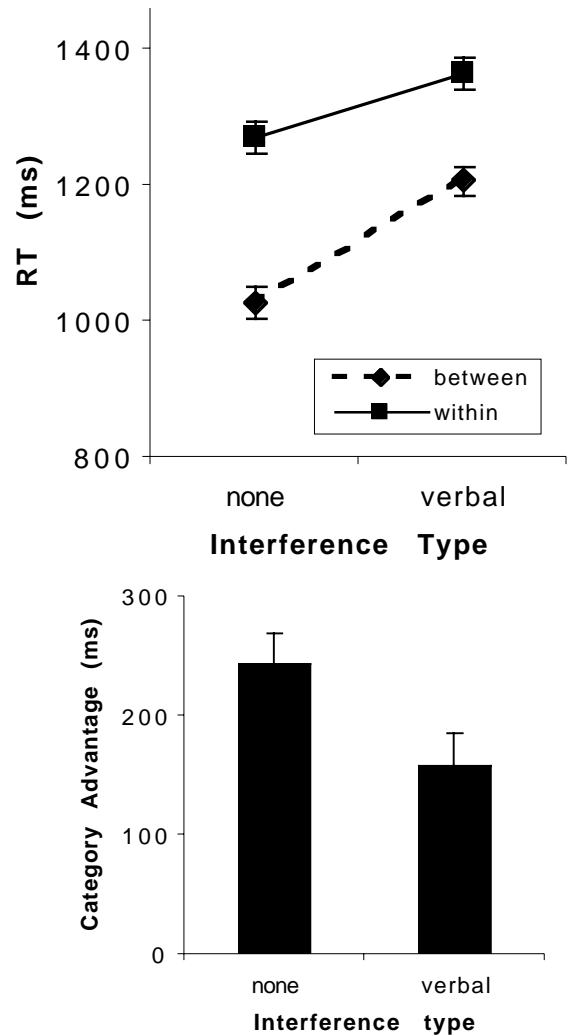 1400
1200
1000
800
RT (ms)
between
within
none verbal
Interference Type
300
200
100
0
Category Advantage (ms)
none verbal
Interference type